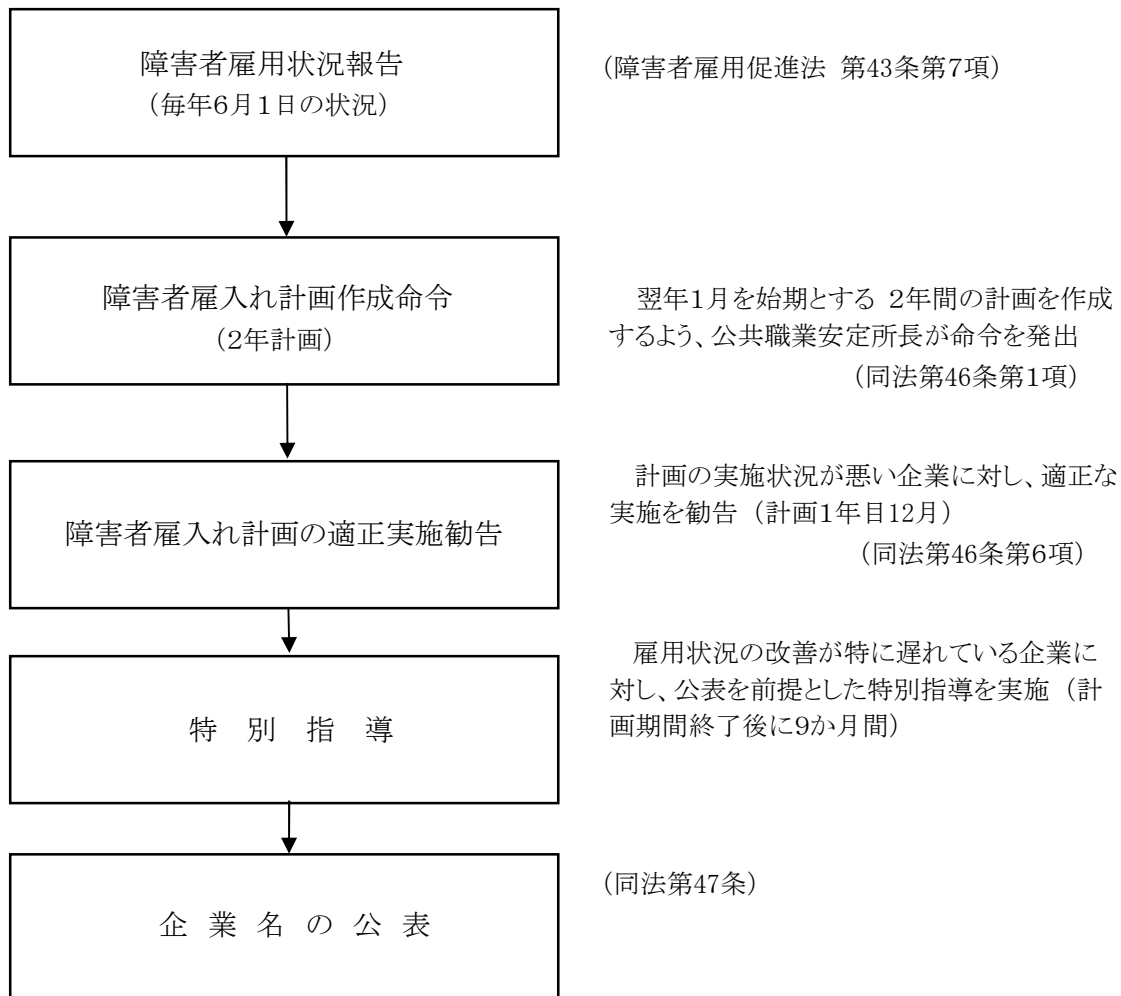 障害者雇用状況報告
（毎年６月１日の状況）
（障害者雇用促進法 第43条第７項）
障害者雇入れ計画作成命令
（２年計画）
翌年１月を始期とする ２年間の計画を作成
するよう、公共職業安定所長が命令を発出
（同法第46条第１項）
障害者雇入れ計画の適正実施勧告
計画の実施状況が悪い企業に対し、適正な
実施を勧告 （計画１年目12月）
（同法第46条第６項）
特 別 指 導
雇用状況の改善が特に遅れている企業に
対し、公表を前提とした特別指導を実施 （計
画期間終了後に９か月間）
企 業 名 の 公 表
（同法第47条）